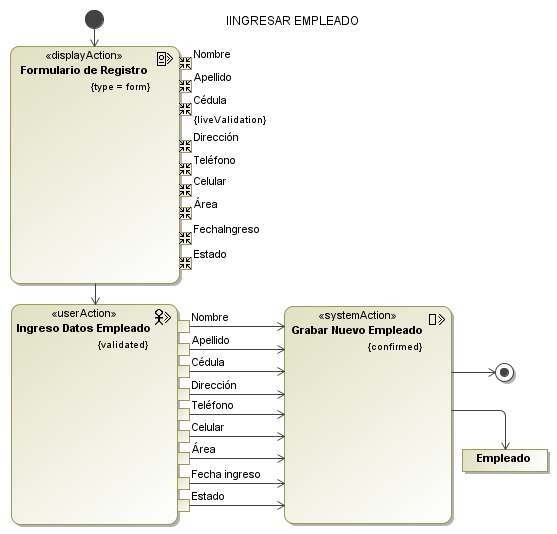 IINGRESAR EMPLEADO
«displayAction»
Formulario de Registro
{type = form}
Nombre
Apellido
Cédula
{liveValidation}
Dirección
Teléfono
Celular
Área
FechaIngreso
Estado
«userAction»
Ingreso Datos Empleado
{validated}
Nombre
Apellido
Cédula
Dirección
Teléfono
Celular
Área
Fecha ingreso
Estado
«systemAction»
Grabar Nuevo Empleado
{confirmed}
Empleado